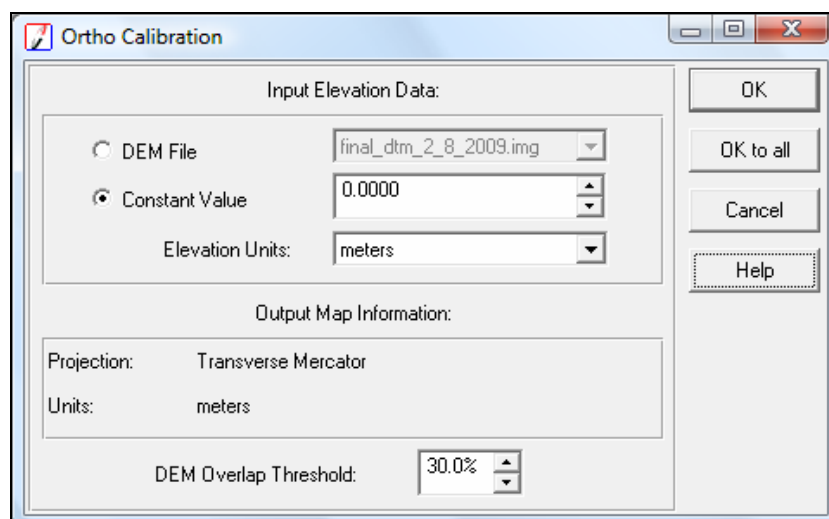 Ortho Calibration
Input Elevation Data:
DEM File
final_dtm_2_8_2009.img
Constant Value
0.0000
Elevation Units:
meters
Output Map Information:
Projection:
Transverse Mercator
Units:
meters
DEM Overlap Threshold:
30.0%
OK
OK to all
Cancel
Help